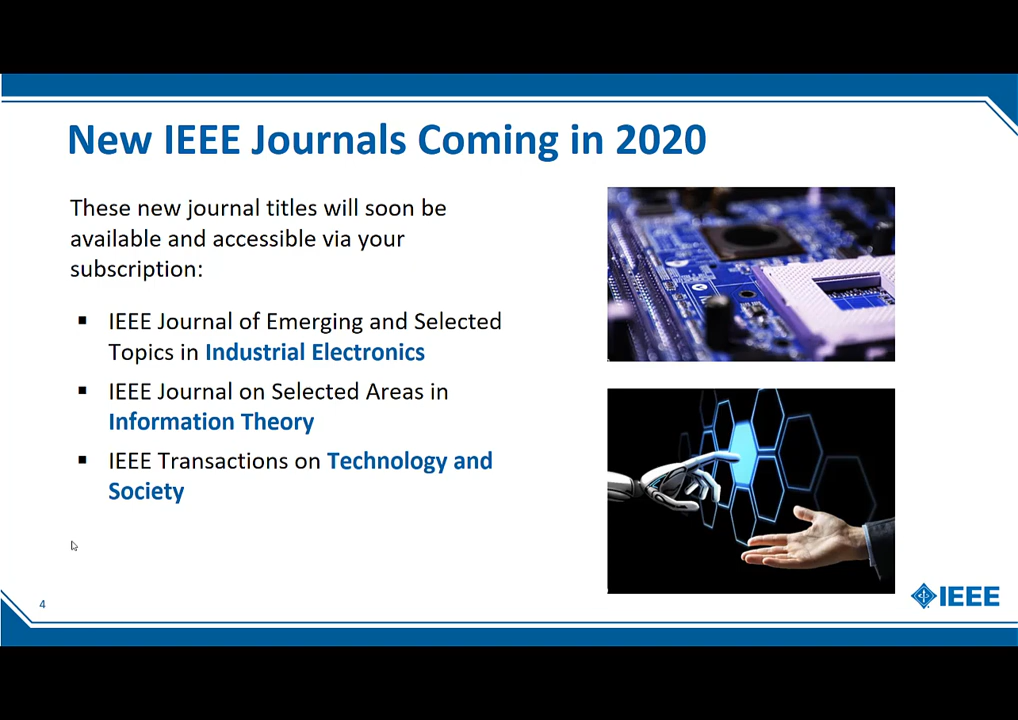 New IEEE Journals Coming in 2020
These new journal titles will soon be
available and accessible via your
subscription:
▪ IEEE Journal of Emerging and Selected
Topics in Industrial Electronics
▪ IEEE Journal on Selected Areas in
Information Theory
▪ IEEE Transactions on Technology and
Society
4
IEEE